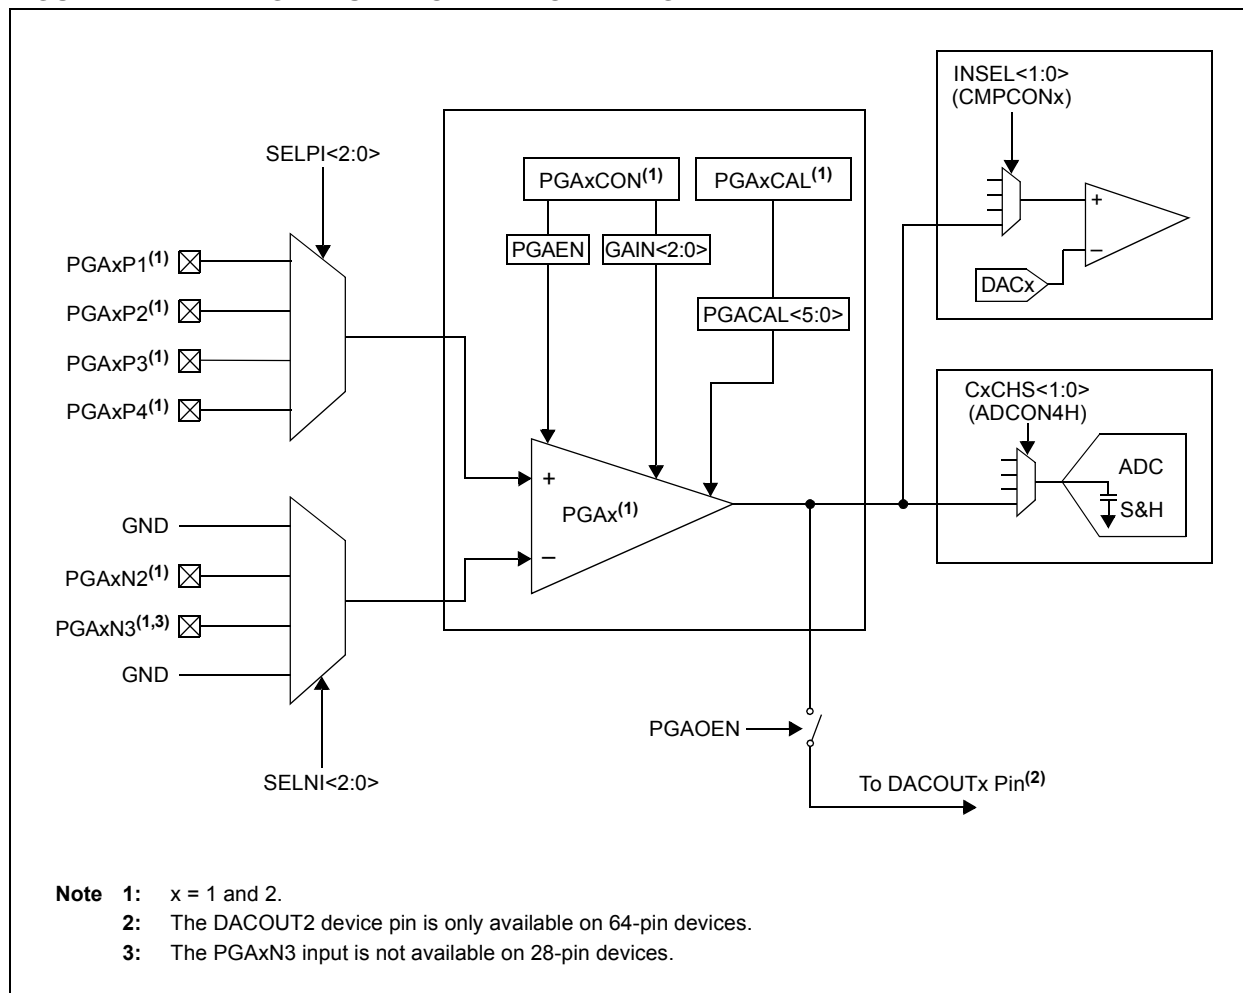 INSEL<1:0>
(CMPCONx)
SELPI<2:0>
PGAxCON(1)
PGAxCAL(1)
PGAEN
GAIN<2:0>
PGACAL<5:0>
PGAxP1(1)
PGAxP2(1)
PGAxP3(1)
PGAxP4(1)
+
–
DACx
CxCHS<1:0>
(ADCON4H)
ADC
S&H
+
PGAx(1)
–
GND
PGAxN2(1)
PGAxN3(1,3)
GND
SELNI<2:0>
PGAOEN
To DACOUTx Pin(2)
Note 1: x = 1 and 2.
2: The DACOUT2 device pin is only available on 64-pin devices.
3: The PGAxN3 input is not available on 28-pin devices.